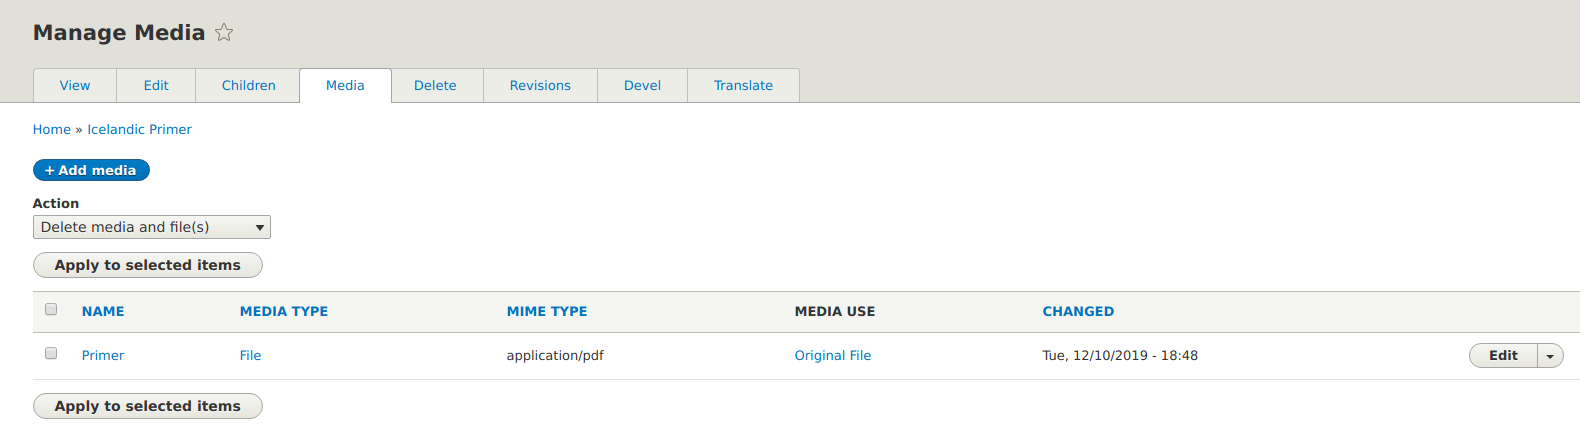 Manage Media
View Edit Children Media Delete Revisions Devel Translate
Home » Icelandic Primer
+ Add media
Action
Delete media and file(s)
Apply to selected items
NAME MEDIA TYPE MIME TYPE MEDIA USE CHANGED
Primer File application/pdf Original File Tue, 12/10/2019 - 18:48 Edit
Apply to selected items